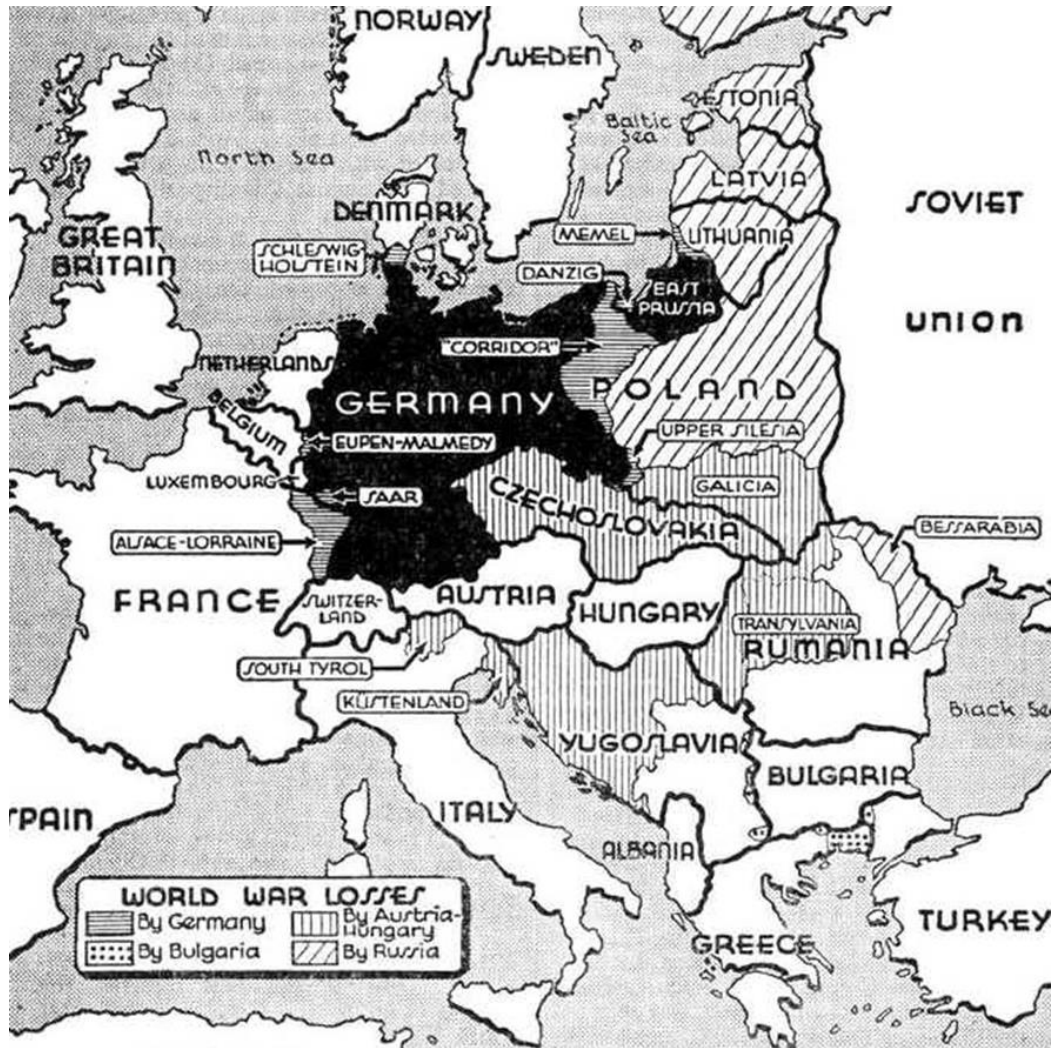 NORWAY
SWEDEN
ESTONIA
Baltic
Sea
North Sea
LATVIA
SOVIET
UNION
DENMARK
GREAT
BRITAIN
SCHLESWIG
HOLSTEIN
MEMEL
LITHUANIA
DANZIG
EAST
PRUSSIA
"CORRIDOR"
NETHERLANDS
GERMANY
POLAND
BELGIUM
EUPEN-MALMEDY
UPPER SILESIA
LUXEMBOURG
SAAR
CZECHOSLOVAKIA
GALICIA
ALSACE-LORRAINE
BESSARABIA
FRANCE
SWITZER-
LAND
AUSTRIA
HUNGARY
TRANSYLVANIA
RUMANIA
SOUTH TYROL
KÜSTENLAND
Black Se
YUGOSLAVIA
BULGARIA
SPAIN
ITALY
ALBANIA
WORLD WAR LOSSES
By Germany
By Austria-
Hungary
By Bulgaria
By Russia
GREECE
TURKEY